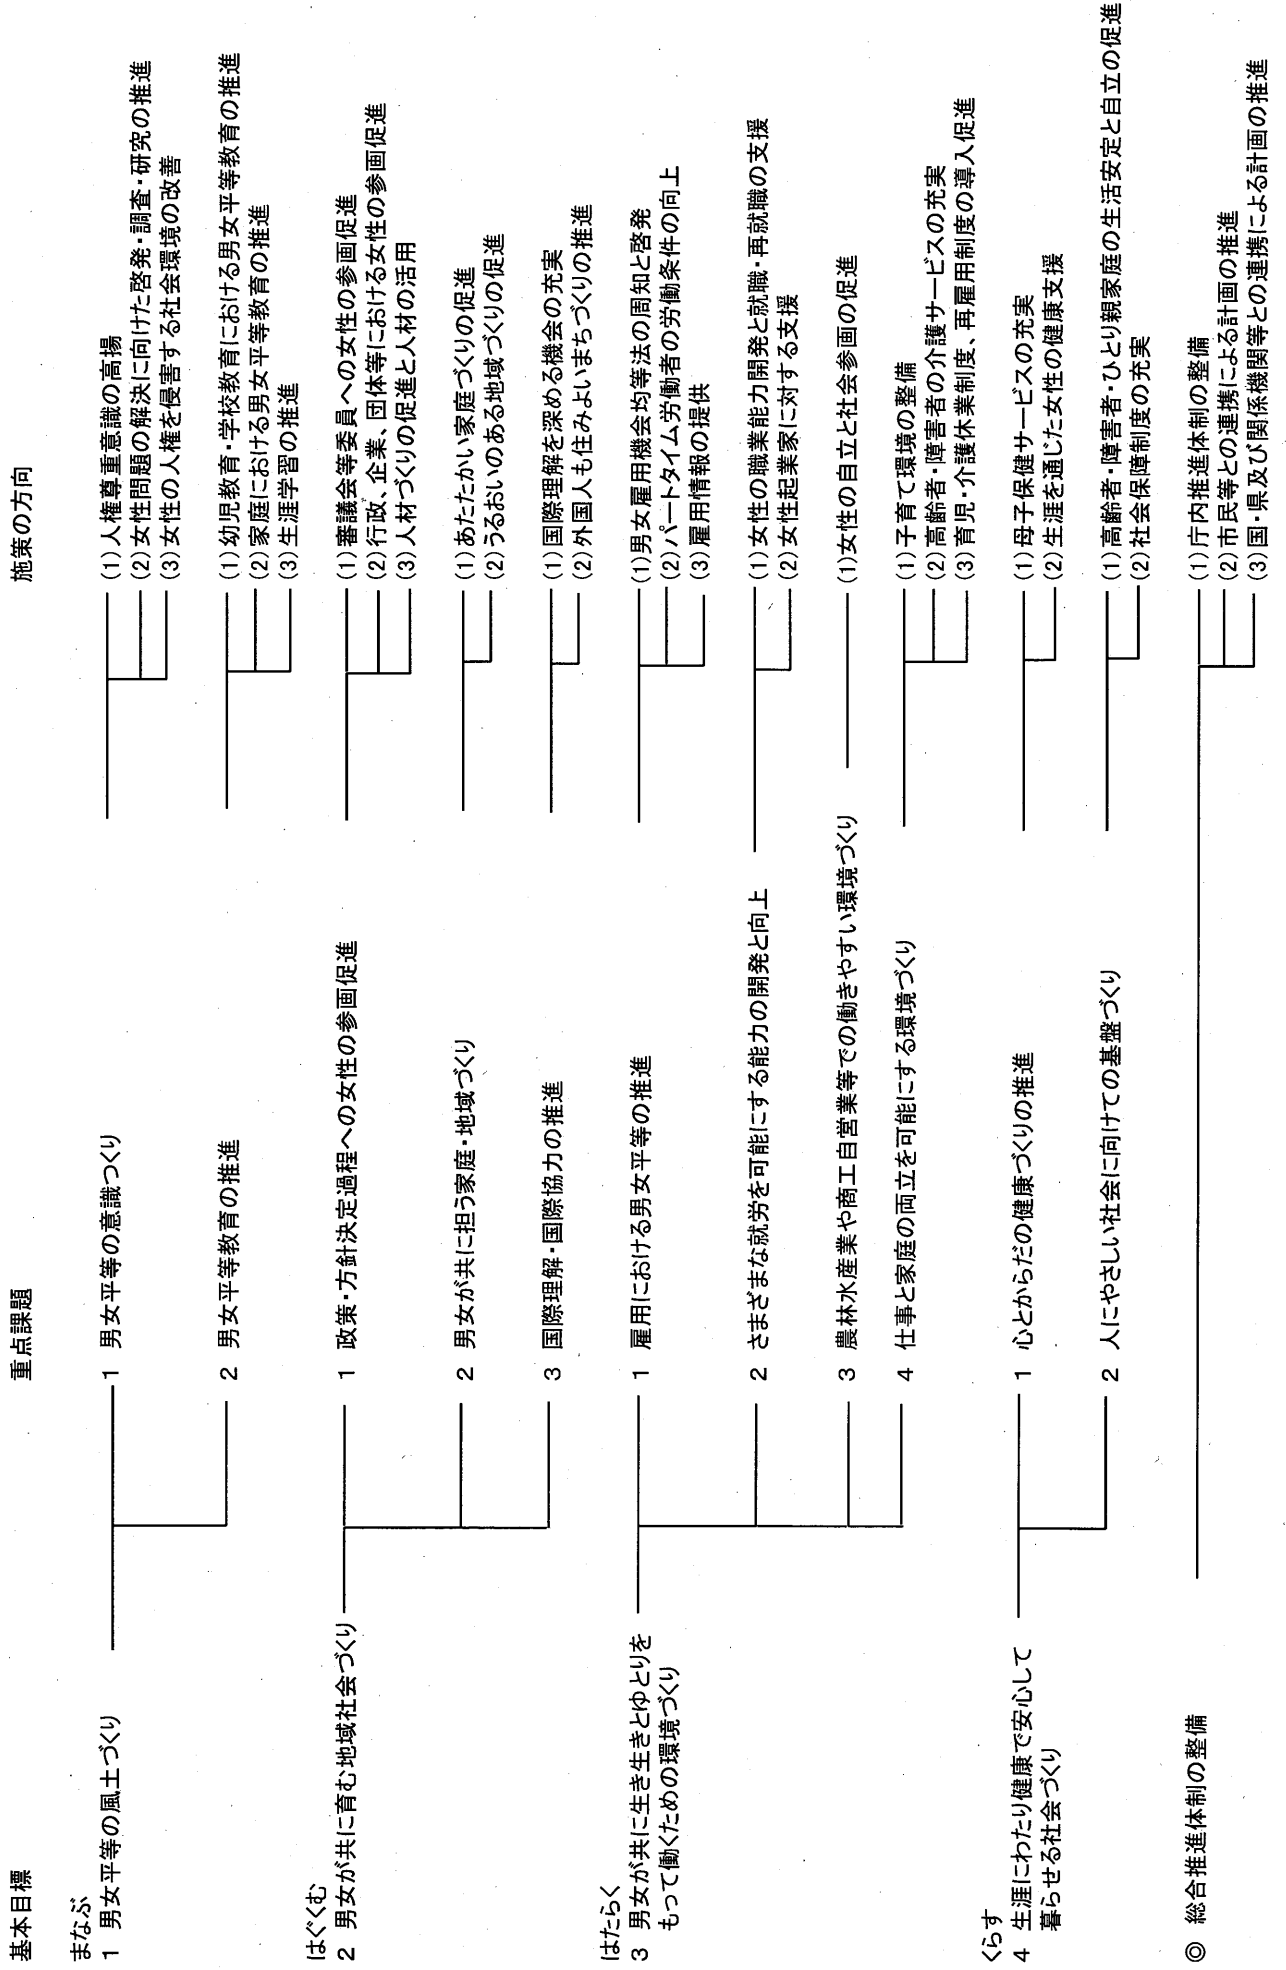 基本目標
重点課題
施策の方向
まなぶ
1 男女平等の風土づくり
1 男女平等の意識つくり
(1)人権尊重意識の高揚
(2)女性問題の解決に向けた啓発・調査・研究の推進
(3)女性の人権を侵害する社会環境の改善
2 男女平等教育の推進
(1)幼児教育・学校教育における男女平等教育の推進
(2)家庭における男女平等教育の推進
(3)生涯学習の推進
はぐくむ
2 男女が共に育む地域社会づくり
1 政策・方針決定過程への女性の参画促進
(1)審議会等委員への女性の参画促進
(2)行政、企業、団体等における女性の参画促進
(3)人材づくりの促進と人材の活用
2 男女が共に担う家庭・地域づくり
(1)あたたかい家庭づくりの促進
(2)うるおいのある地域づくりの促進
3 国際理解・国際協力の推進
(1)国際理解を深める機会の充実
(2)外国人も住みよいまちづくりの推進
はたらく
3 男女が共に生き生きとゆとりを
もって働くための環境づくり
1 雇用における男女平等の推進
(1)男女雇用機会均等法の周知と啓発
(2)パートタイム労働者の労働条件の向上
(3)雇用情報の提供
2 さまざまな就労を可能にする能力の開発と向上
(1)女性の職業能力開発と就職・再就職の支援
(2)女性起業家に対する支援
3 農林水産業や商工自営業等での働きやすい環境づくり
(1)女性の自立と社会参画の促進
4 仕事と家庭の両立を可能にする環境づくり
(1)子育て環境の整備
(2)高齢者・障害者の介護サービスの充実
(3)育児・介護休業制度、再雇用制度の導入促進
くらす
4 生涯にわたり健康で安心して
暮らせる社会づくり
1 心とからだの健康づくりの推進
(1)母子保健サービスの充実
(2)生涯を通じた女性の健康支援
2 人にやさしい社会に向けての基盤づくり
(1)高齢者・障害者・ひとり親家庭の生活安定と自立の促進
(2)社会保障制度の充実
◎ 総合推進体制の整備
(1)庁内推進体制の整備
(2)市民等との連携による計画の推進
(3)国・県及び関係機関等との連携による計画の推進